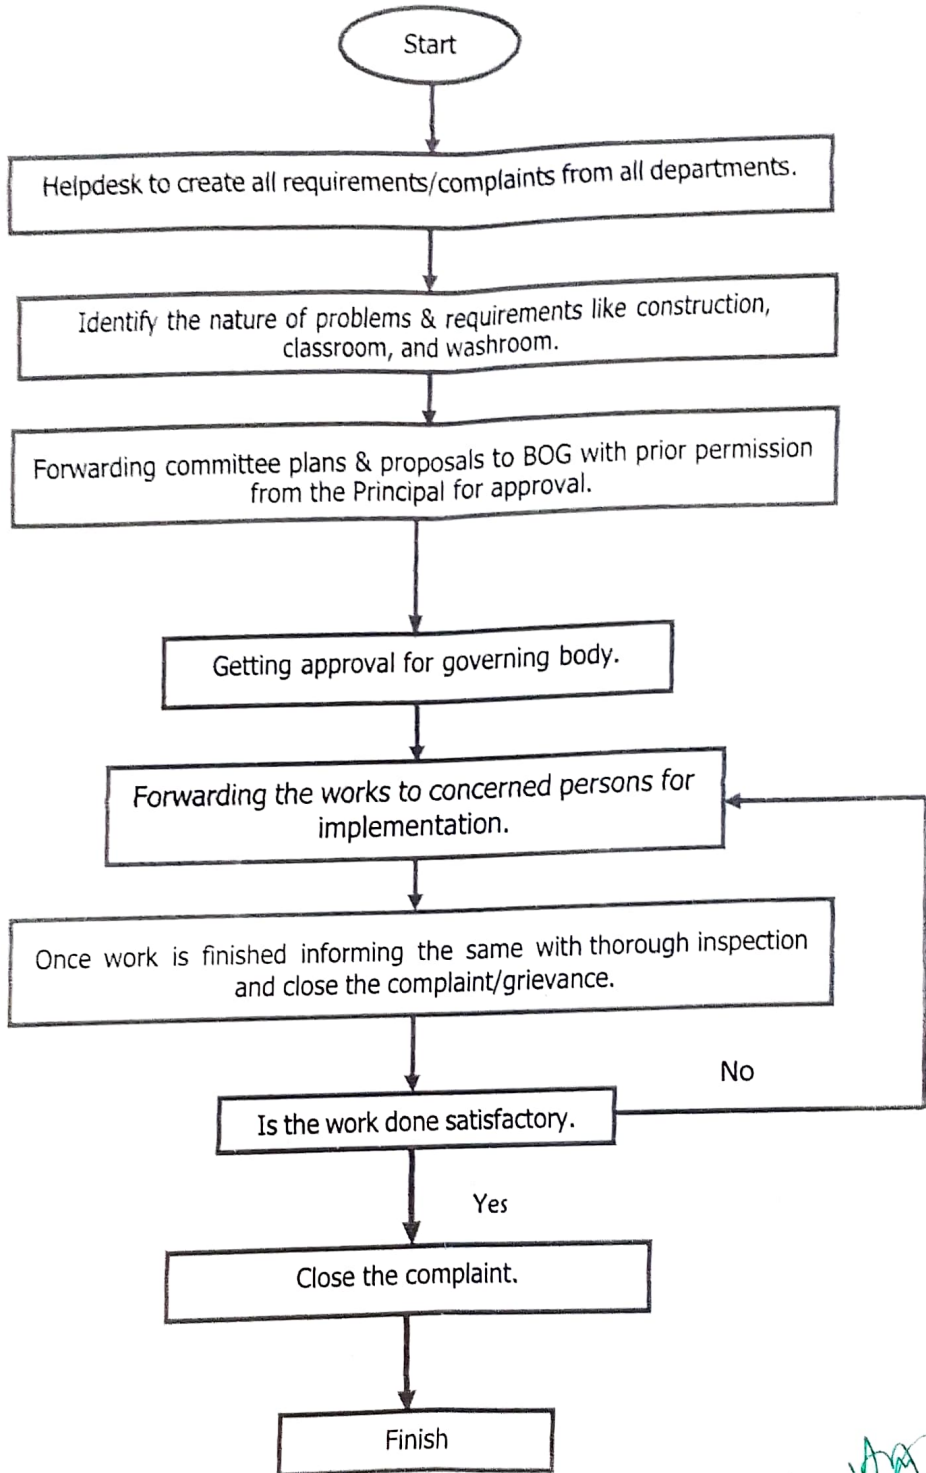 Start
Helpdesk to create all requirements/complaints from all departments.
Identify the nature of problems & requirements like construction,
classroom, and washroom.
Forwarding committee plans & proposals to BOG with prior permission
from the Principal for approval.
Getting approval for governing body.
Forwarding the works to concerned persons for
implementation.
Once work is finished informing the same with thorough inspection
and close the complaint/grievance.
No
Is the work done satisfactory.
Yes
Close the complaint.
Finish